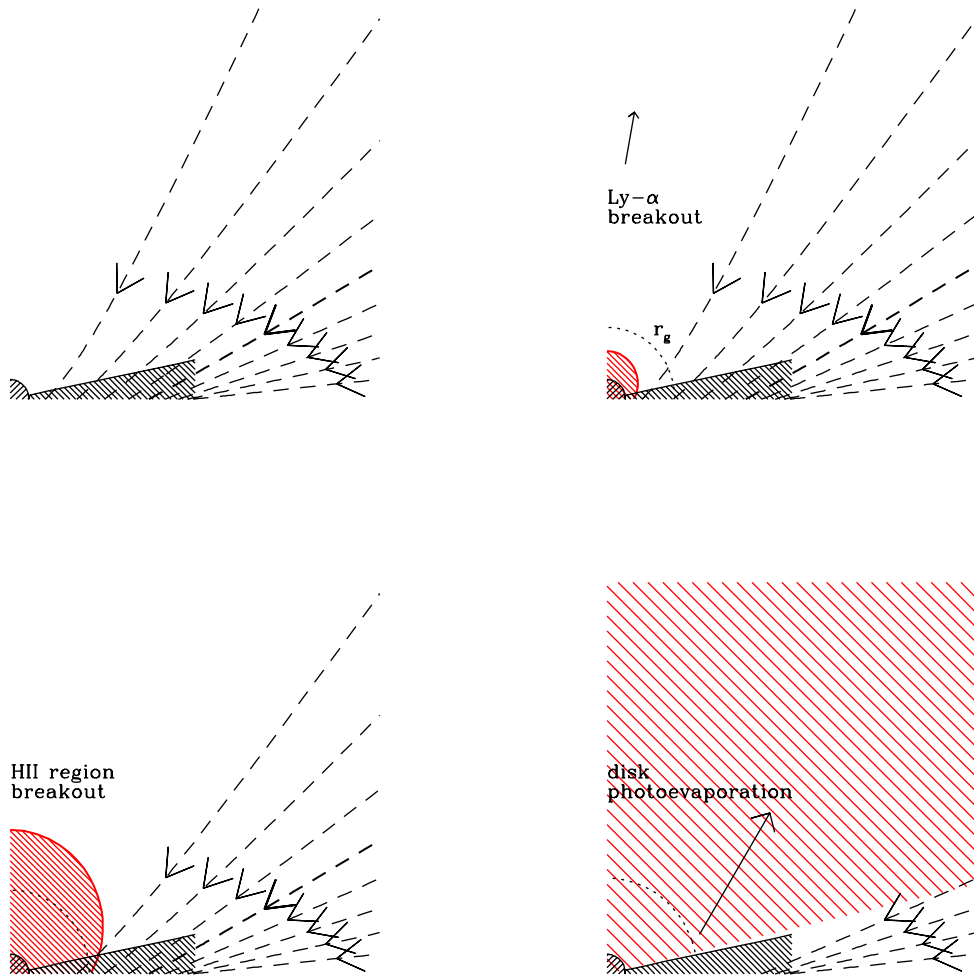 Ly−α
breakout
r_g
HII region
breakout
disk
photoevaporation